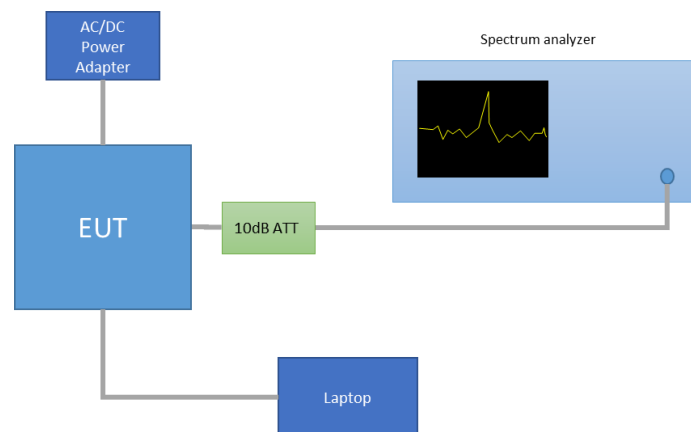 AC/DC
Power
Adapter
Spectrum analyzer
EUT
10dB ATT
Laptop